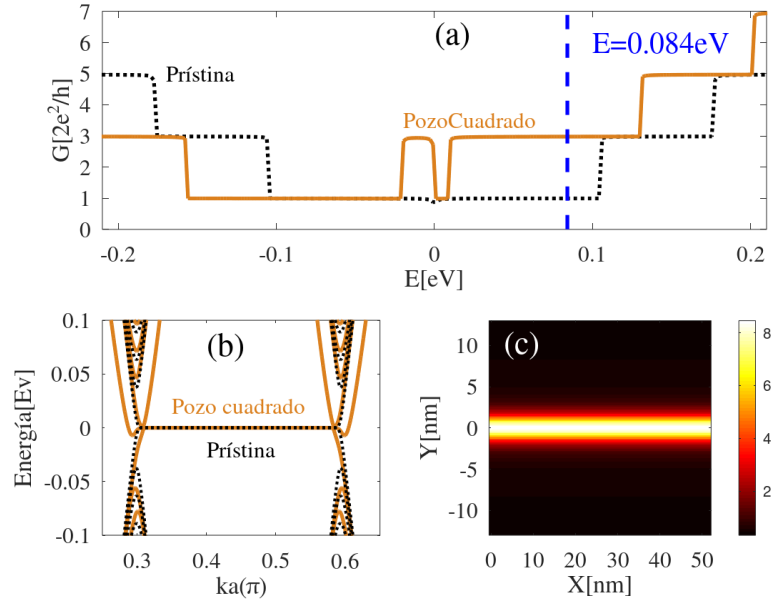 (a)
E=0.084eV
Prístina
PozoCuadrado
G[2e²/h]
7
6
5
4
3
2
1
0
-0.2
-0.1
0
0.1
0.2
E[eV]
(b)
Pozo cuadrado
Prístina
Energía[Ev]
0.1
0.05
0
-0.05
-0.1
0.3
0.4
0.5
0.6
ka(π)
(c)
Y[nm]
10
5
0
-5
-10
0
10
20
30
40
50
X[nm]
8
6
4
2